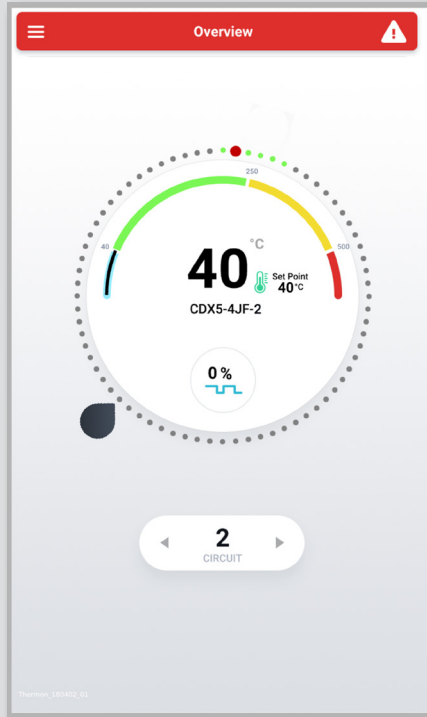 Overview
250
40
500
°C
40
Set Point
40°C
CDX5-4JF-2
0 %
2
CIRCUIT
Thermon_165402_01